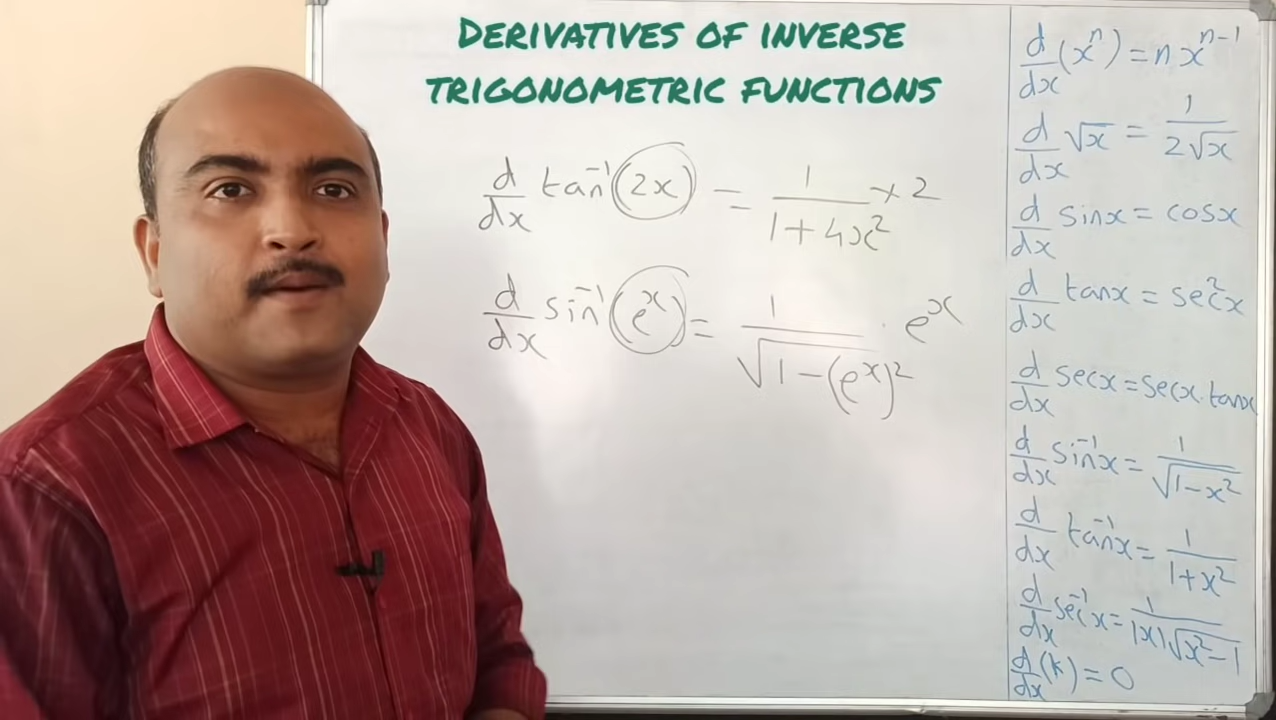 DERIVATIVES OF INVERSE
TRIGONOMETRIC FUNCTIONS
d/dx tan⁻¹(2x) = 1/(1+4x²) × 2
d/dx sin⁻¹(eˣ) = 1/√(1-(eˣ)²) · eˣ
d/dx (xⁿ) = n xⁿ⁻¹
d/dx √x = 1/(2√x)
d/dx sinx = cosx
d/dx tanx = sec²x
d/dx secx = secx.tanx
d/dx sin⁻¹x = 1/√(1-x²)
d/dx tan⁻¹x = 1/(1+x²)
d/dx sec⁻¹x = 1/(|x|√(x²-1))
d/dx (k) = 0